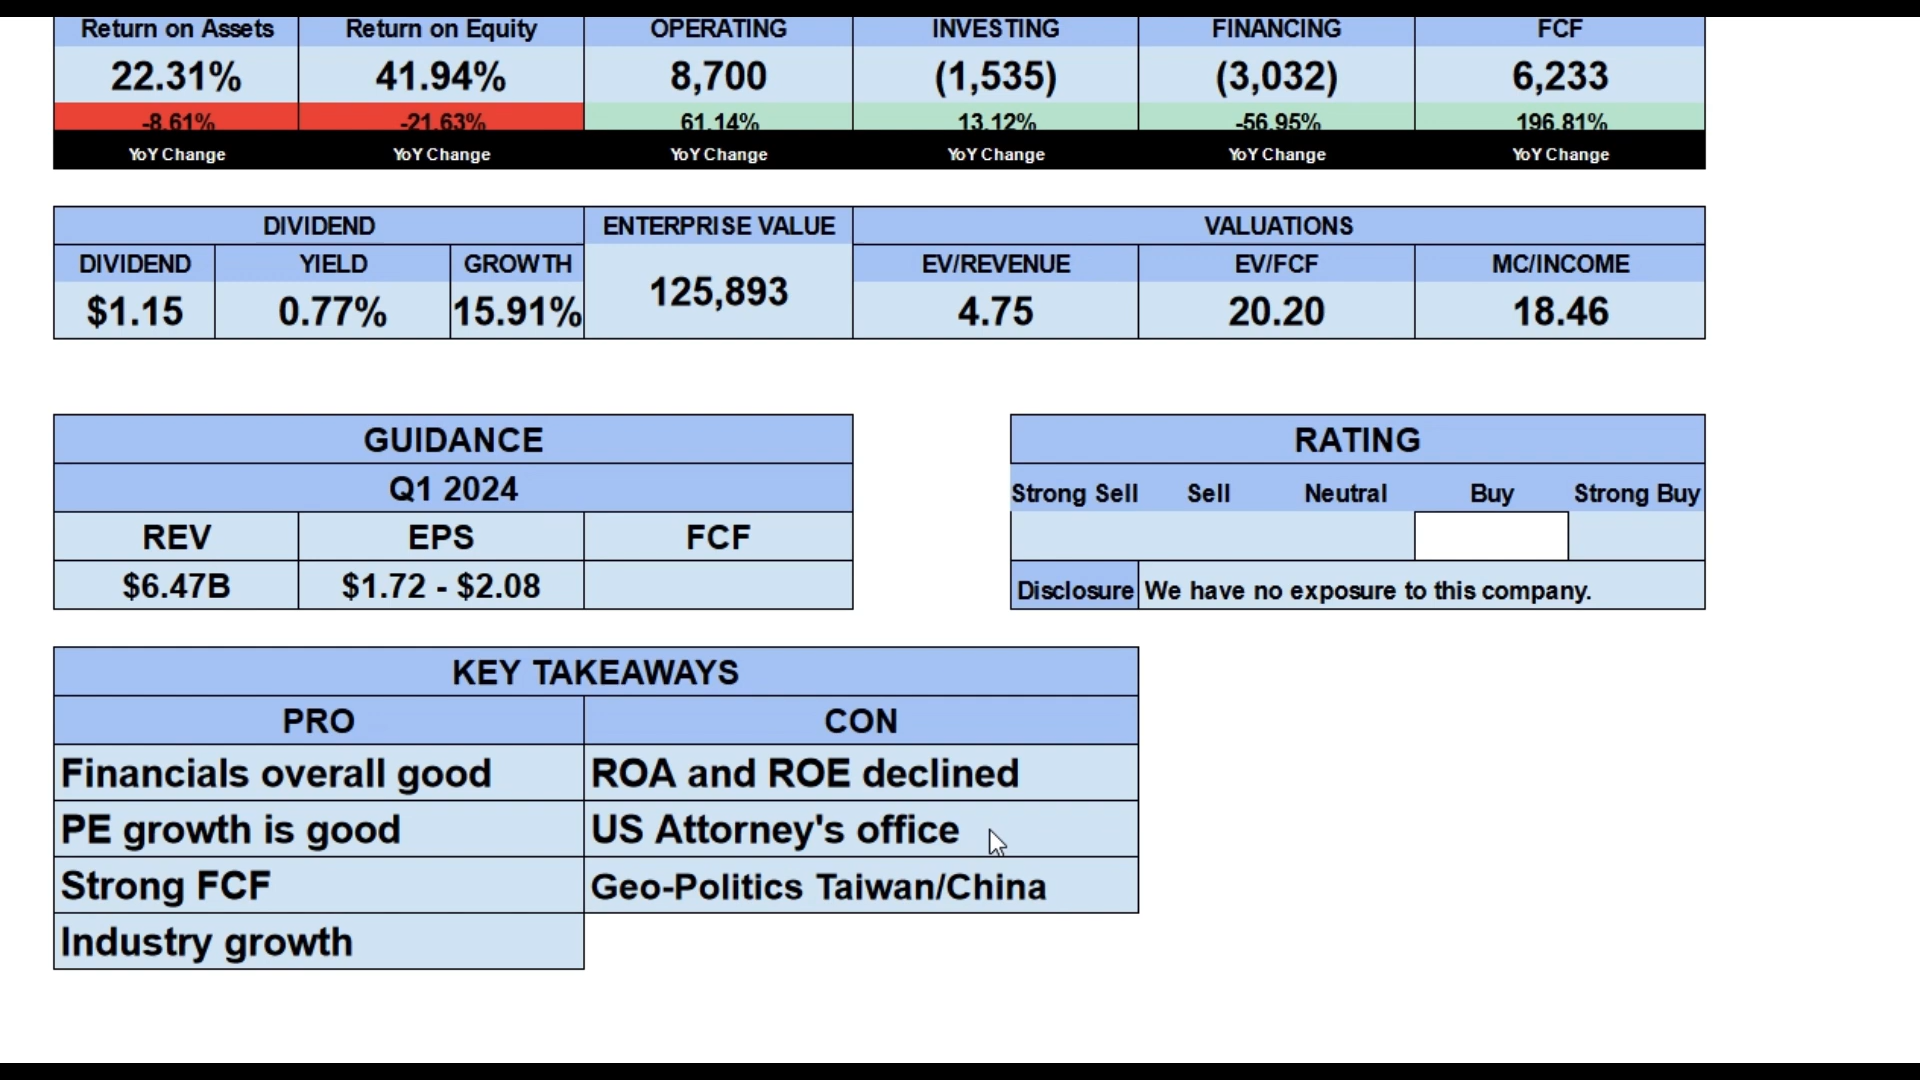 Return on Assets Return on Equity OPERATING INVESTING FINANCING FCF
22.31% 41.94% 8,700 (1,535) (3,032) 6,233
-8.61% -21.63% 61.14% 13.12% -56.95% 196.81%
YoY Change YoY Change YoY Change YoY Change YoY Change YoY Change
DIVIDEND ENTERPRISE VALUE VALUATIONS
DIVIDEND YIELD GROWTH EV/REVENUE EV/FCF MC/INCOME
$1.15 0.77% 15.91% 125,893 4.75 20.20 18.46
GUIDANCE
Q1 2024
REV EPS FCF
$6.47B $1.72 - $2.08
RATING
Strong Sell Sell Neutral Buy Strong Buy
Disclosure We have no exposure to this company.
KEY TAKEAWAYS
PRO CON
Financials overall good ROA and ROE declined
PE growth is good US Attorney's office
Strong FCF Geo-Politics Taiwan/China
Industry growth